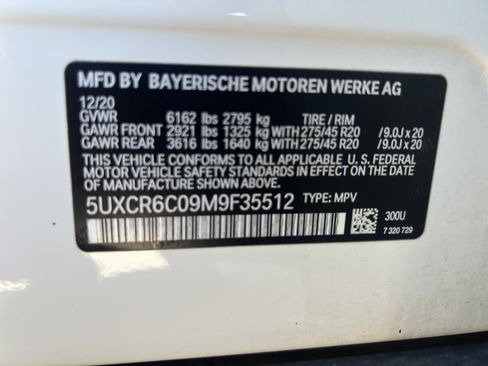 MFD BY BAYERISCHE MOTOREN WERKE AG
12/20
GVWR 6162 lbs 2795 kg TIRE / RIM
GAWR FRONT 2921 lbs 1325 kg WITH 275/45 R20 / 9.0J x 20
GAWR REAR 3616 lbs 1640 kg WITH 275/45 R20 / 9.0J x 20
THIS VEHICLE CONFORMS TO ALL APPLICABLE U. S. FEDERAL
MOTOR VEHICLE SAFETY STANDARDS IN EFFECT ON THE DATE
OF MANUFACTURE SHOWN ABOVE.
5UXCR6C09M9F35512 TYPE: MPV
300U
7 320 729